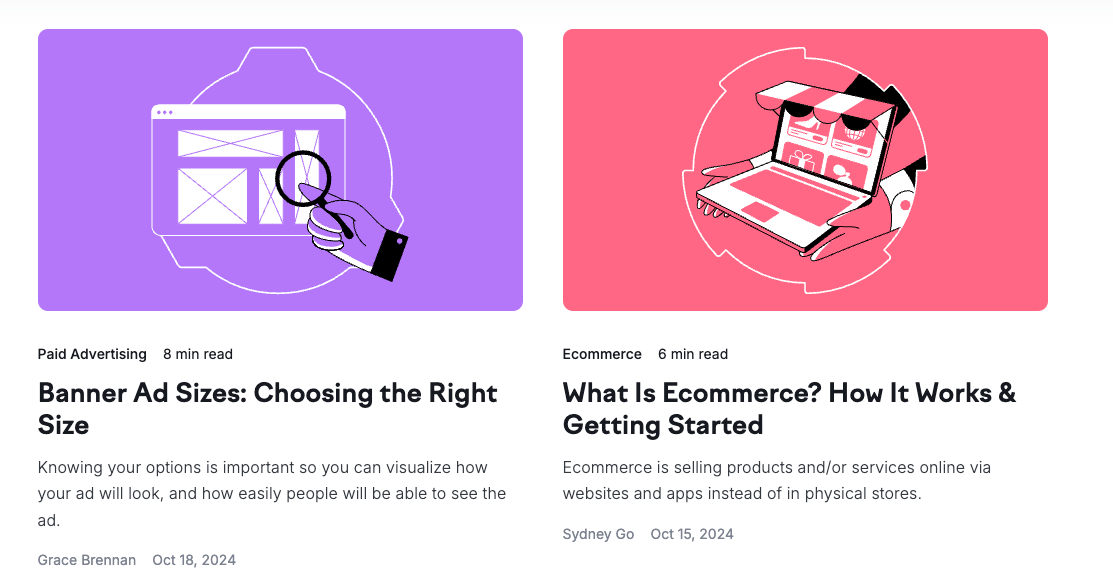 Paid Advertising 8 min read
Banner Ad Sizes: Choosing the Right
Size
Knowing your options is important so you can visualize how
your ad will look, and how easily people will be able to see the
ad.
Grace Brennan Oct 18, 2024
Ecommerce 6 min read
What Is Ecommerce? How It Works &
Getting Started
Ecommerce is selling products and/or services online via
websites and apps instead of in physical stores.
Sydney Go Oct 15, 2024